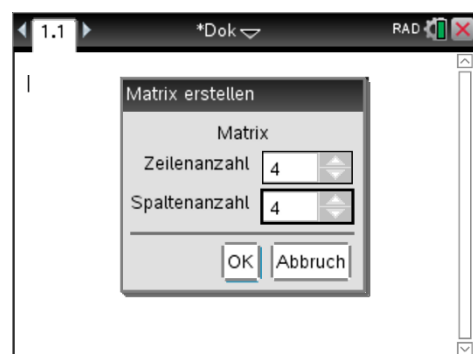 1.1 *Dok RAD
Matrix erstellen
Matrix
Zeilenanzahl 4
Spaltenanzahl 4
OK Abbruch